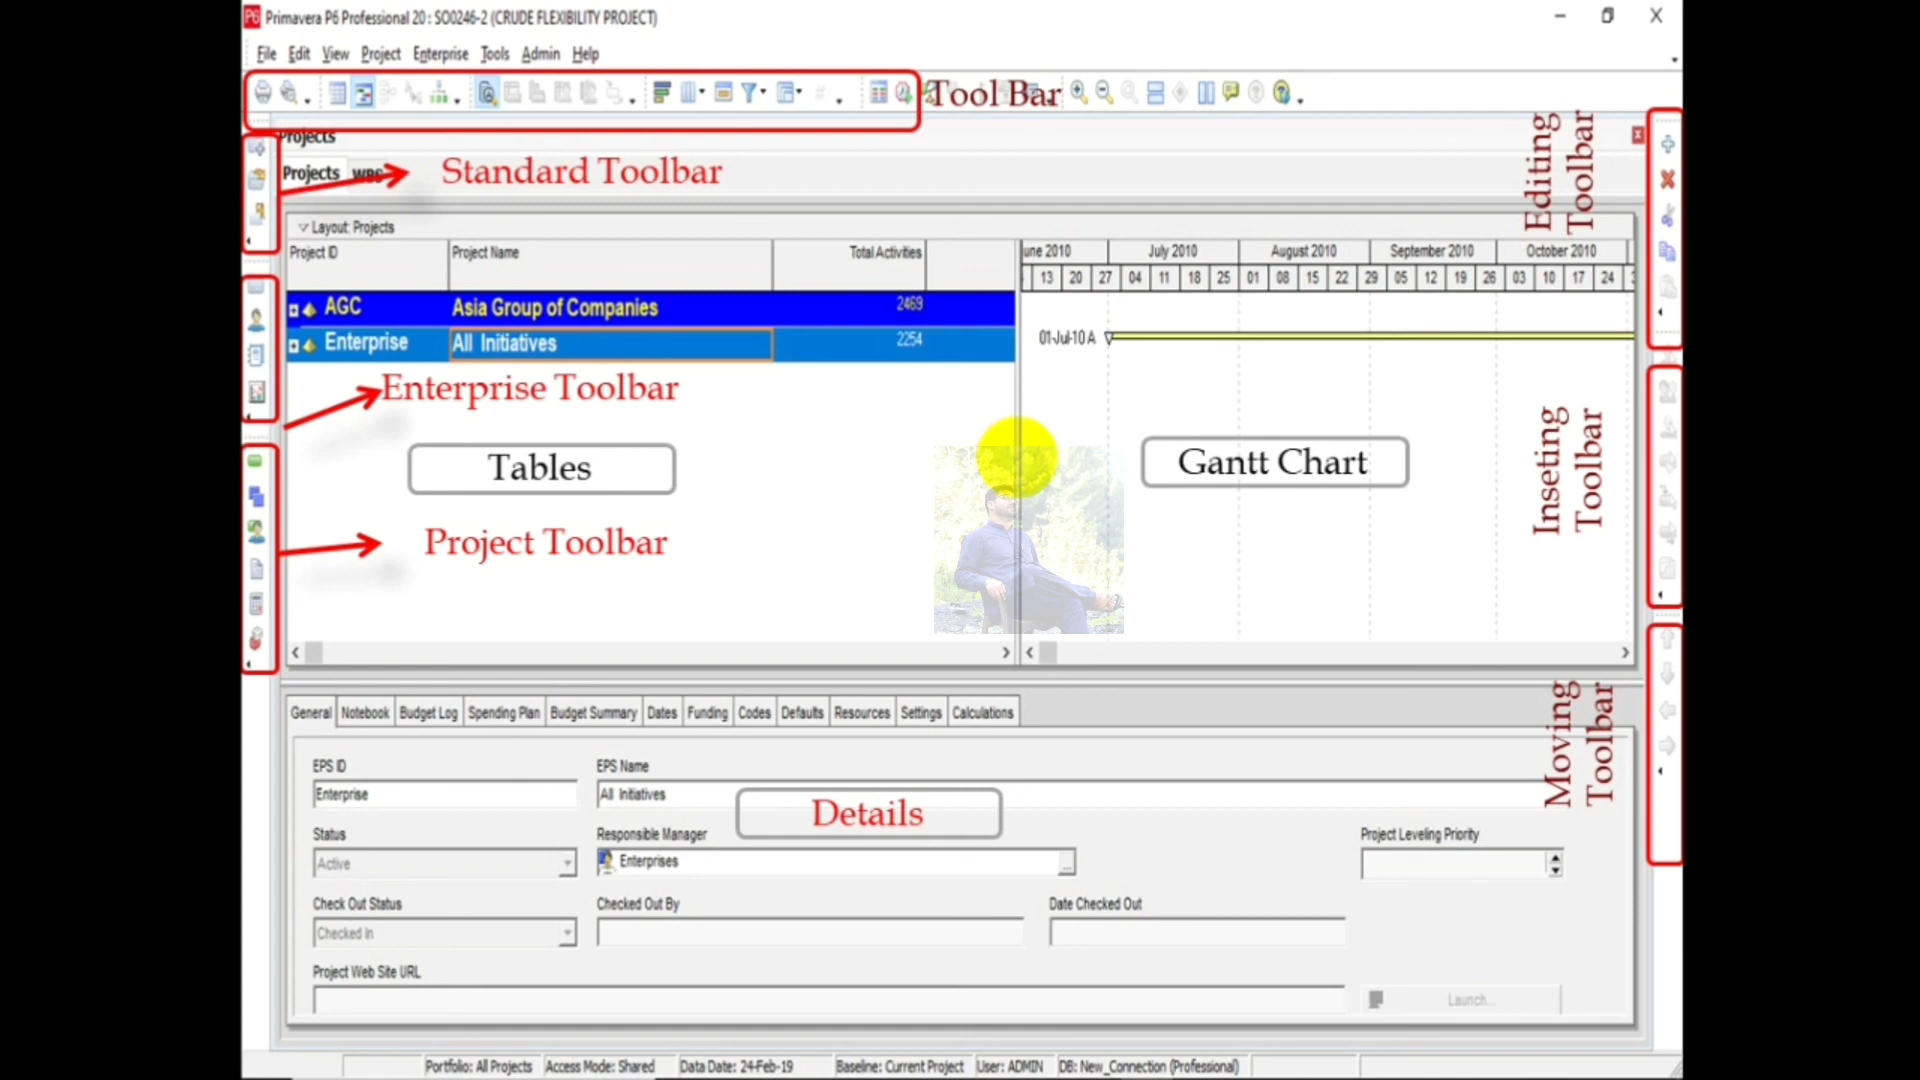 Primavera P6 Professional 20 : SO0246-2 (CRUDE FLEXIBILITY PROJECT)
File Edit View Project Enterprise Tools Admin Help
Tool Bar
Projects
Projects WBS
Standard Toolbar
Editing
Toolbar
Layout: Projects
Project ID Project Name Total Activities
une 2010 July 2010 August 2010 September 2010 October 2010
13 20 27 04 11 18 25 01 08 15 22 29 05 12 19 26 03 10 17 24
AGC Asia Group of Companies 2469
Enterprise All Initiatives 2254
01-Jul-10 A
Enterprise Toolbar
Tables
Gantt Chart
Inseting
Toolbar
Project Toolbar
General Notebook Budget Log Spending Plan Budget Summary Dates Funding Codes Defaults Resources Settings Calculations
Moving
Toolbar
EPS ID EPS Name
Enterprise All Initiatives
Details
Status Responsible Manager Project Leveling Priority
Active Enterprises ...
Check Out Status Checked Out By Date Checked Out
Checked In
Project Web Site URL
Launch...
Portfolio: All Projects Access Mode: Shared Data Date: 24-Feb-19 Baseline: Current Project User: ADMIN DB: New_Connection (Professional)